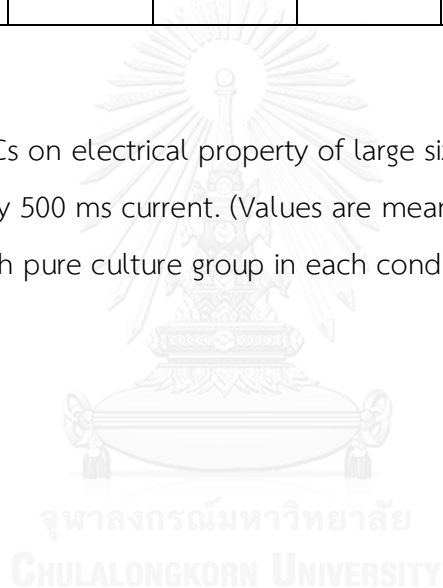 Cs on electrical property of large siz
y 500 ms current. (Values are mean
h pure culture group in each cond
จุฬาลงกรณ์มหาวิทยาลัย
CHULALONGKORN UNIVERSITY